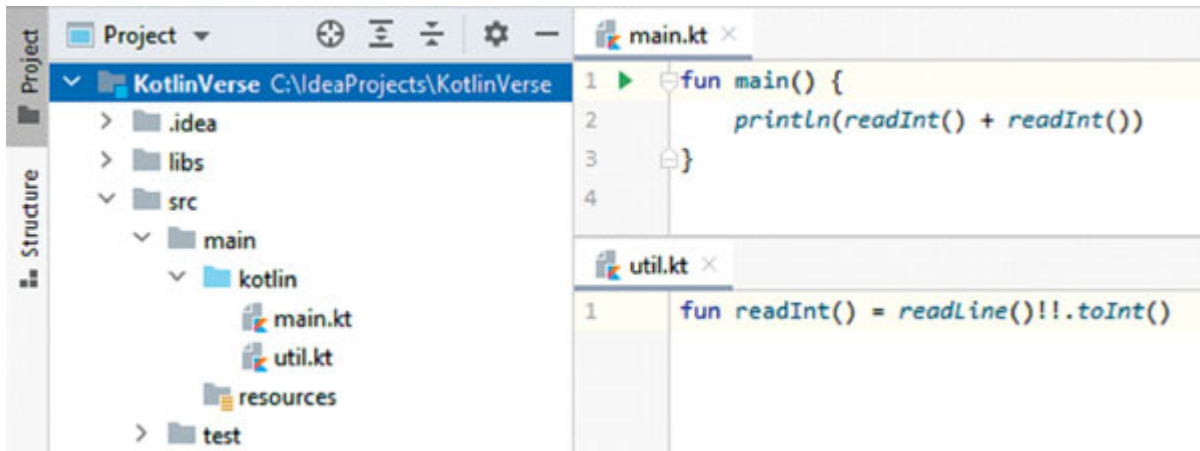 Project
Structure
Project
KotlinVerse C:\IdeaProjects\KotlinVerse
.idea
libs
src
main
kotlin
main.kt
util.kt
resources
test
main.kt
1 fun main() {
2 println(readInt() + readInt())
3 }
4
util.kt
1 fun readInt() = readLine()!!.toInt()